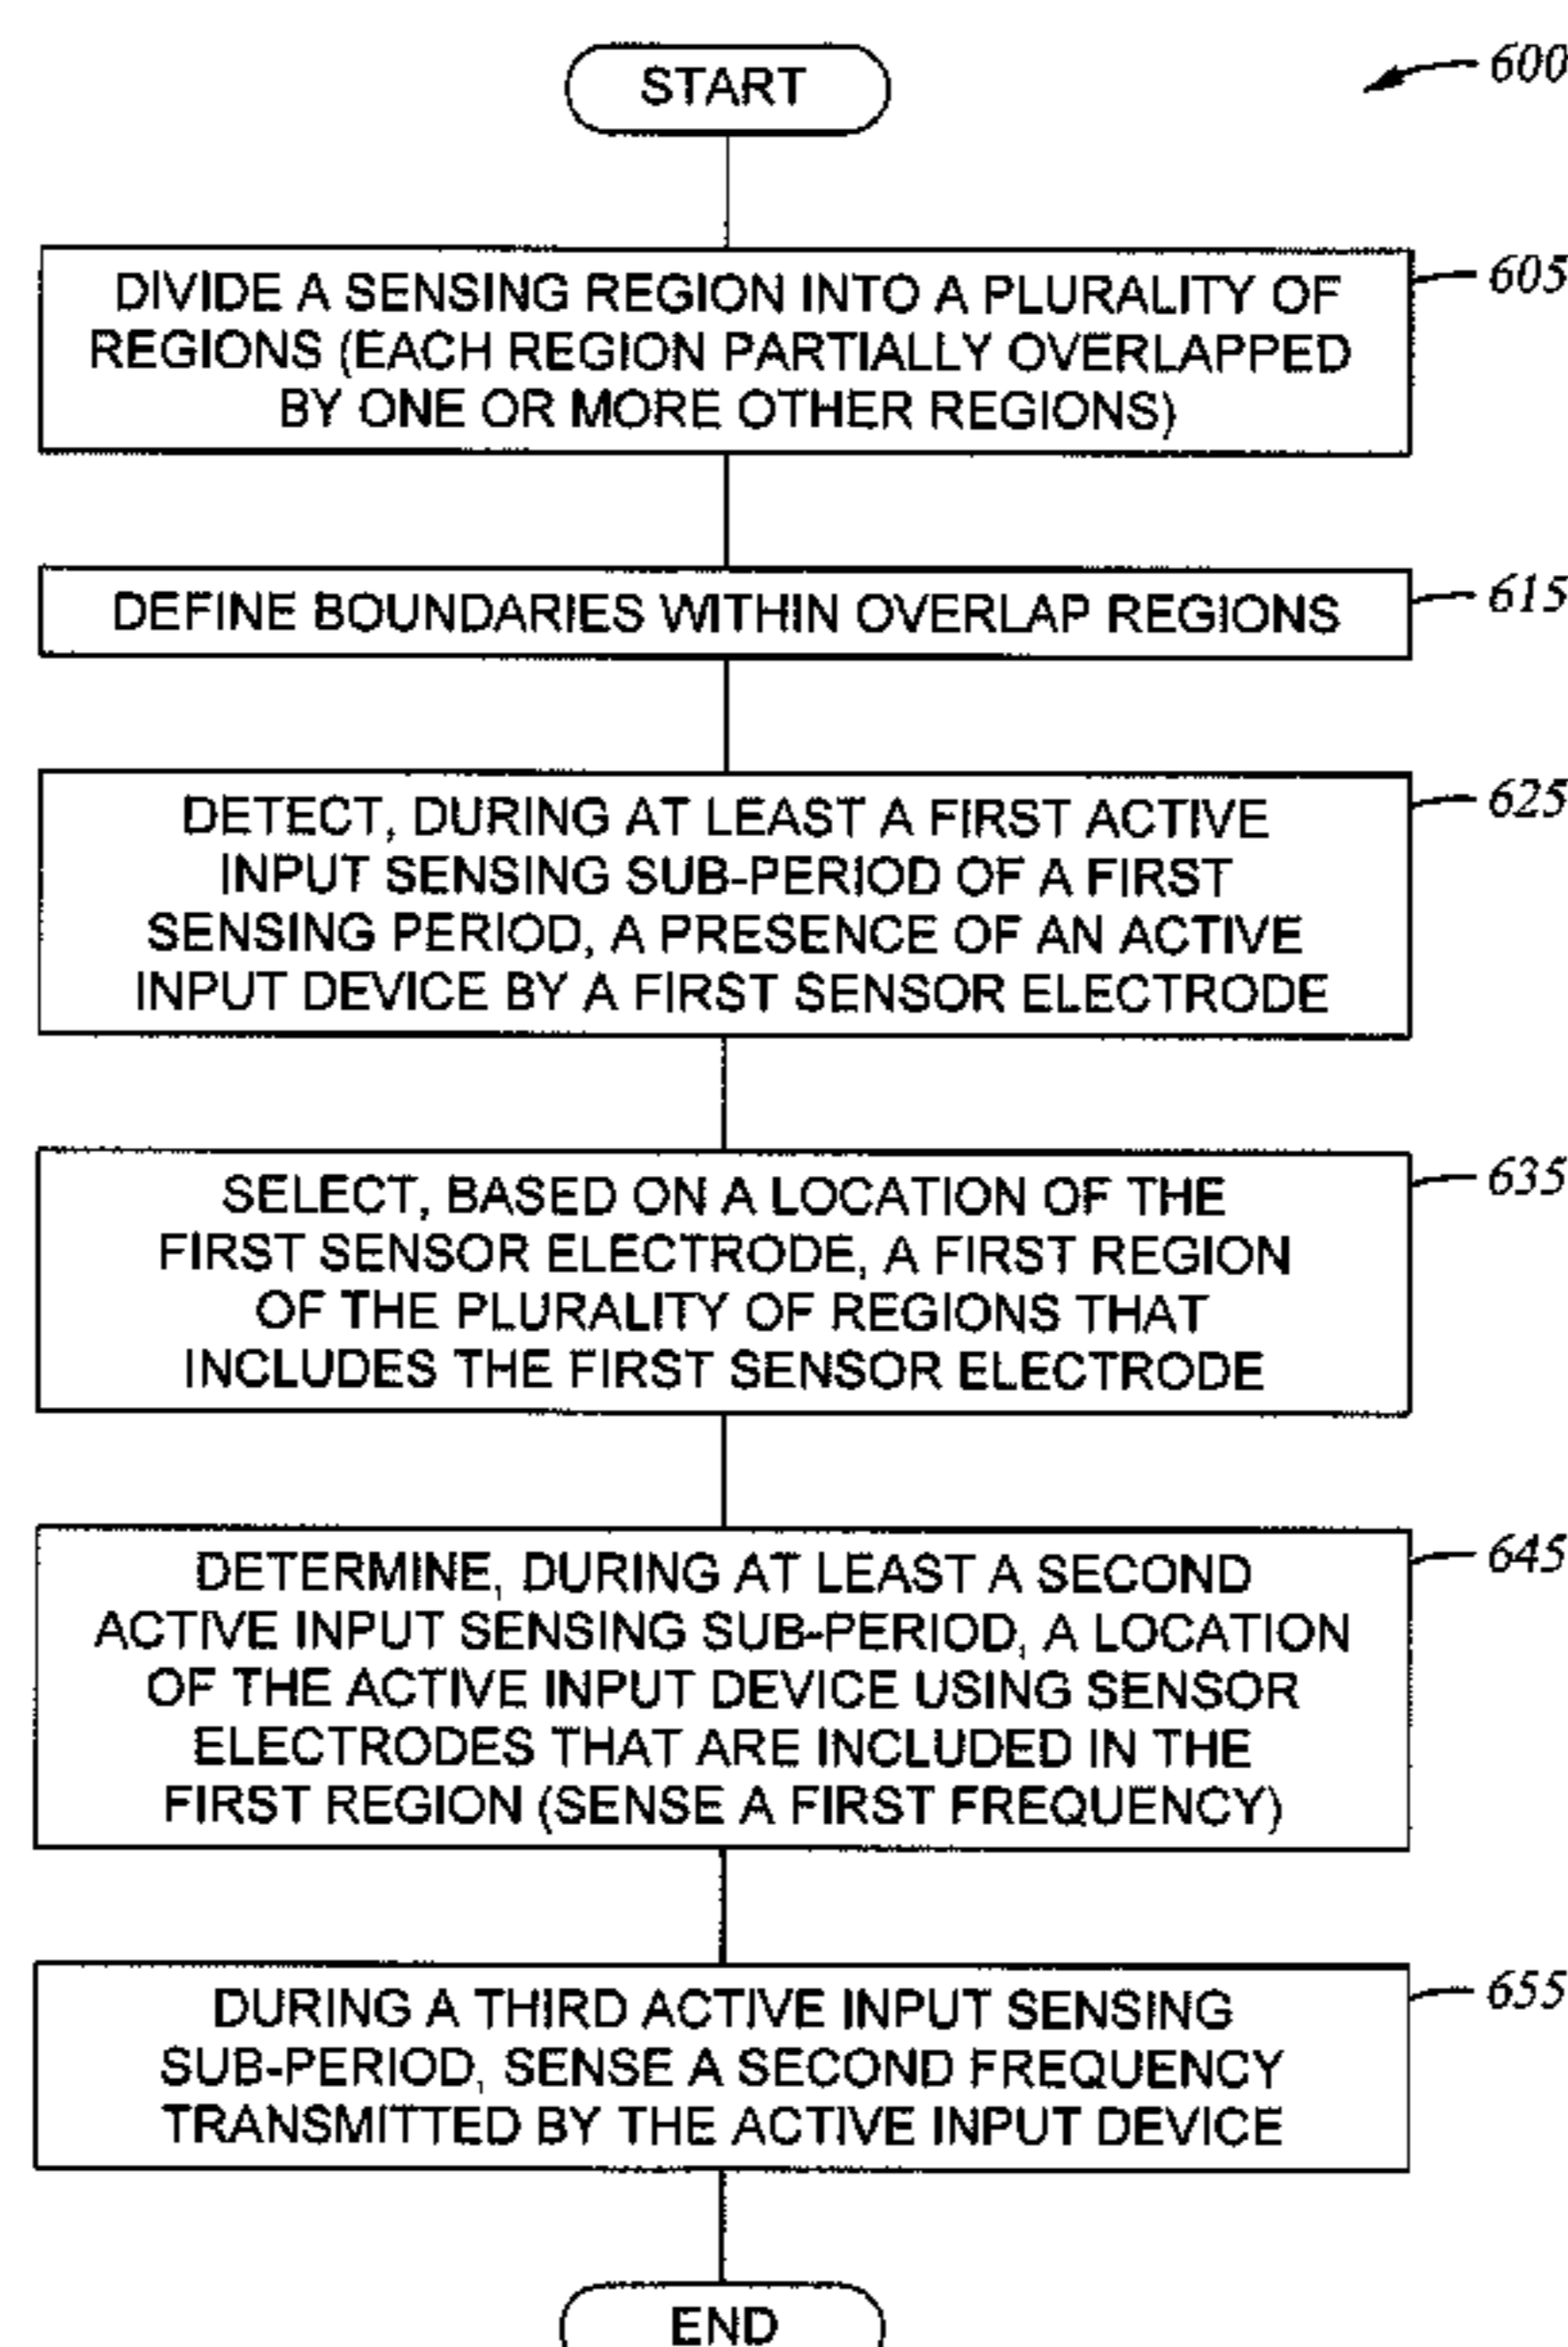 START
600
DIVIDE A SENSING REGION INTO A PLURALITY OF
REGIONS (EACH REGION PARTIALLY OVERLAPPED
BY ONE OR MORE OTHER REGIONS)
605
DEFINE BOUNDARIES WITHIN OVERLAP REGIONS
615
DETECT, DURING AT LEAST A FIRST ACTIVE
INPUT SENSING SUB-PERIOD OF A FIRST
SENSING PERIOD, A PRESENCE OF AN ACTIVE
INPUT DEVICE BY A FIRST SENSOR ELECTRODE
625
SELECT, BASED ON A LOCATION OF THE
FIRST SENSOR ELECTRODE, A FIRST REGION
OF THE PLURALITY OF REGIONS THAT
INCLUDES THE FIRST SENSOR ELECTRODE
635
DETERMINE, DURING AT LEAST A SECOND
ACTIVE INPUT SENSING SUB-PERIOD, A LOCATION
OF THE ACTIVE INPUT DEVICE USING SENSOR
ELECTRODES THAT ARE INCLUDED IN THE
FIRST REGION (SENSE A FIRST FREQUENCY)
645
DURING A THIRD ACTIVE INPUT SENSING
SUB-PERIOD, SENSE A SECOND FREQUENCY
TRANSMITTED BY THE ACTIVE INPUT DEVICE
655
END